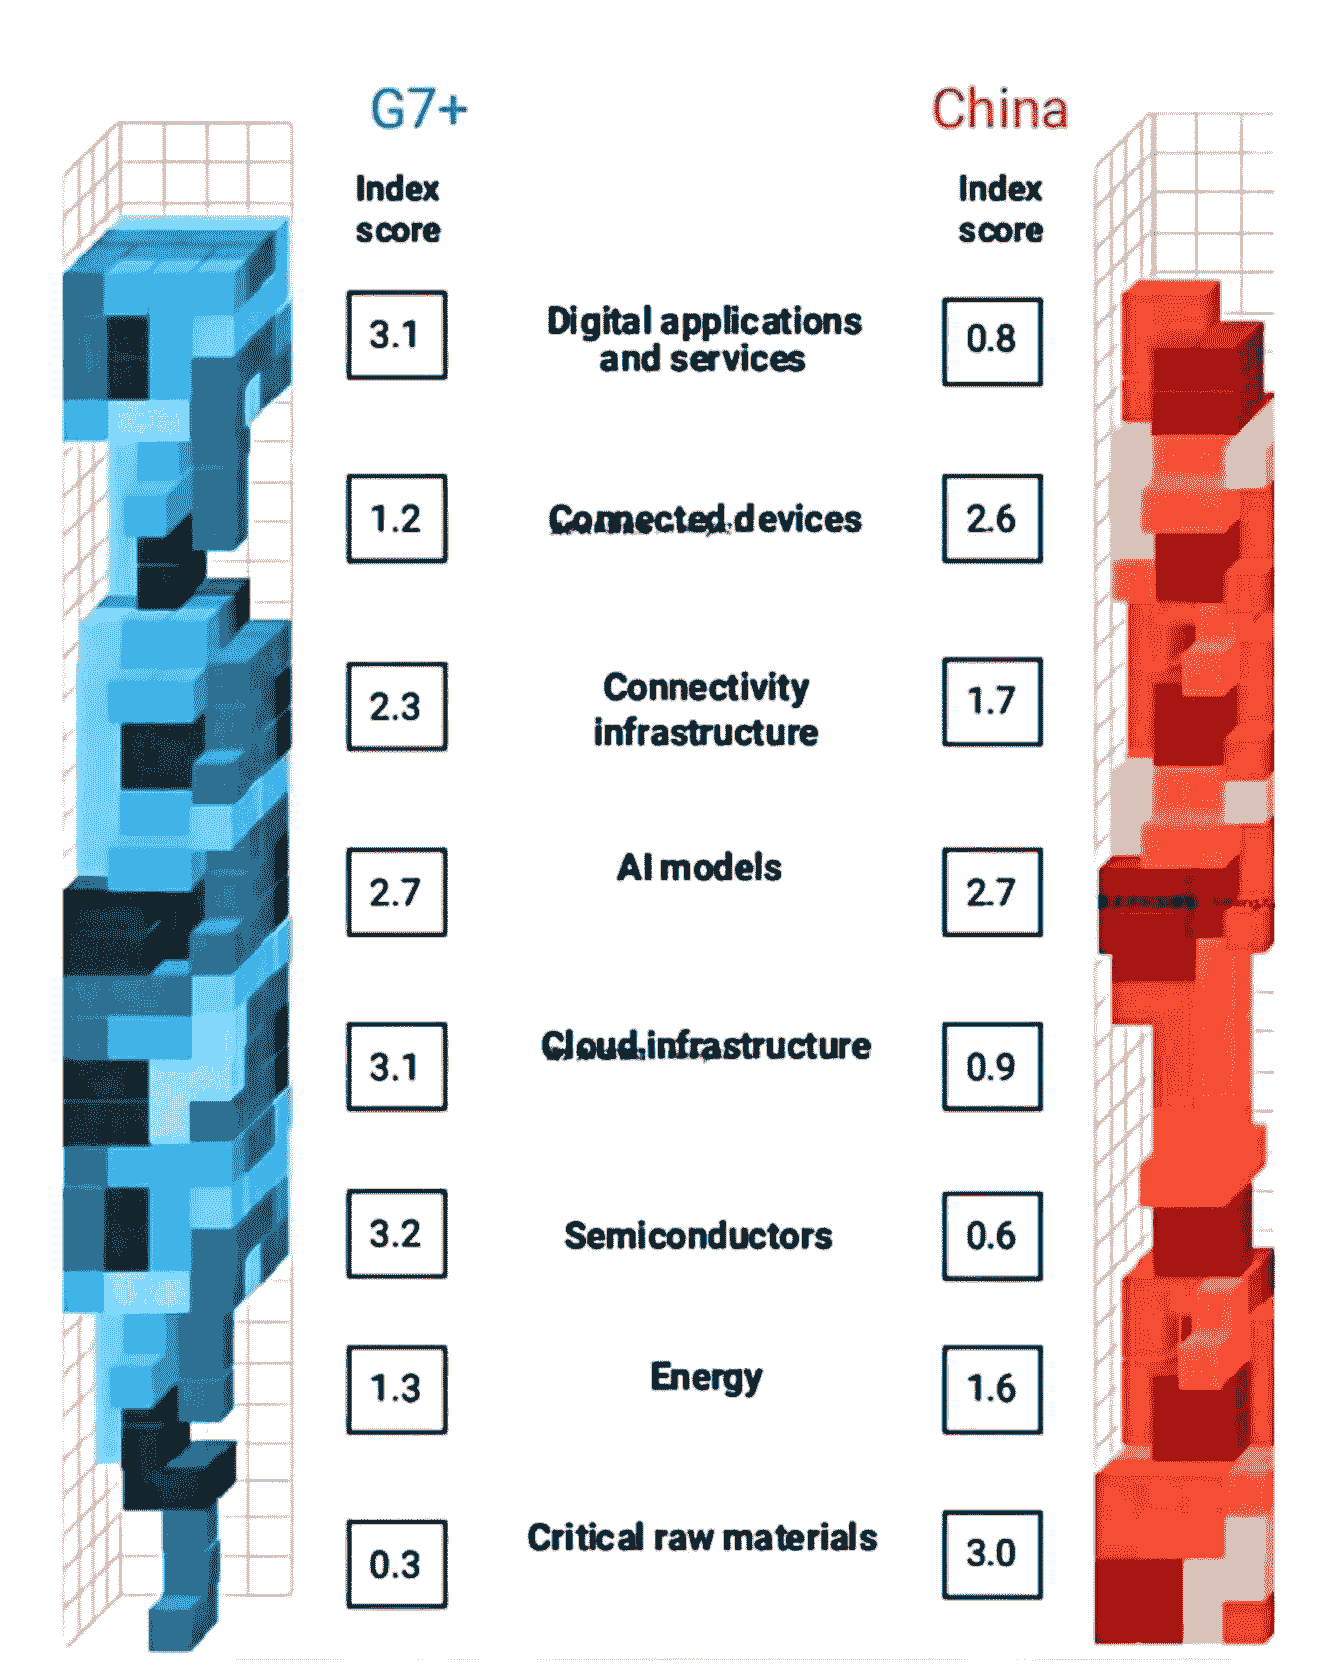 G7+
China
Index
score
Index
score
3.1
Digital applications
and services
0.8
1.2
Connected devices
2.6
2.3
Connectivity
infrastructure
1.7
2.7
AI models
2.7
3.1
Cloud infrastructure
0.9
3.2
Semiconductors
0.6
1.3
Energy
1.6
0.3
Critical raw materials
3.0